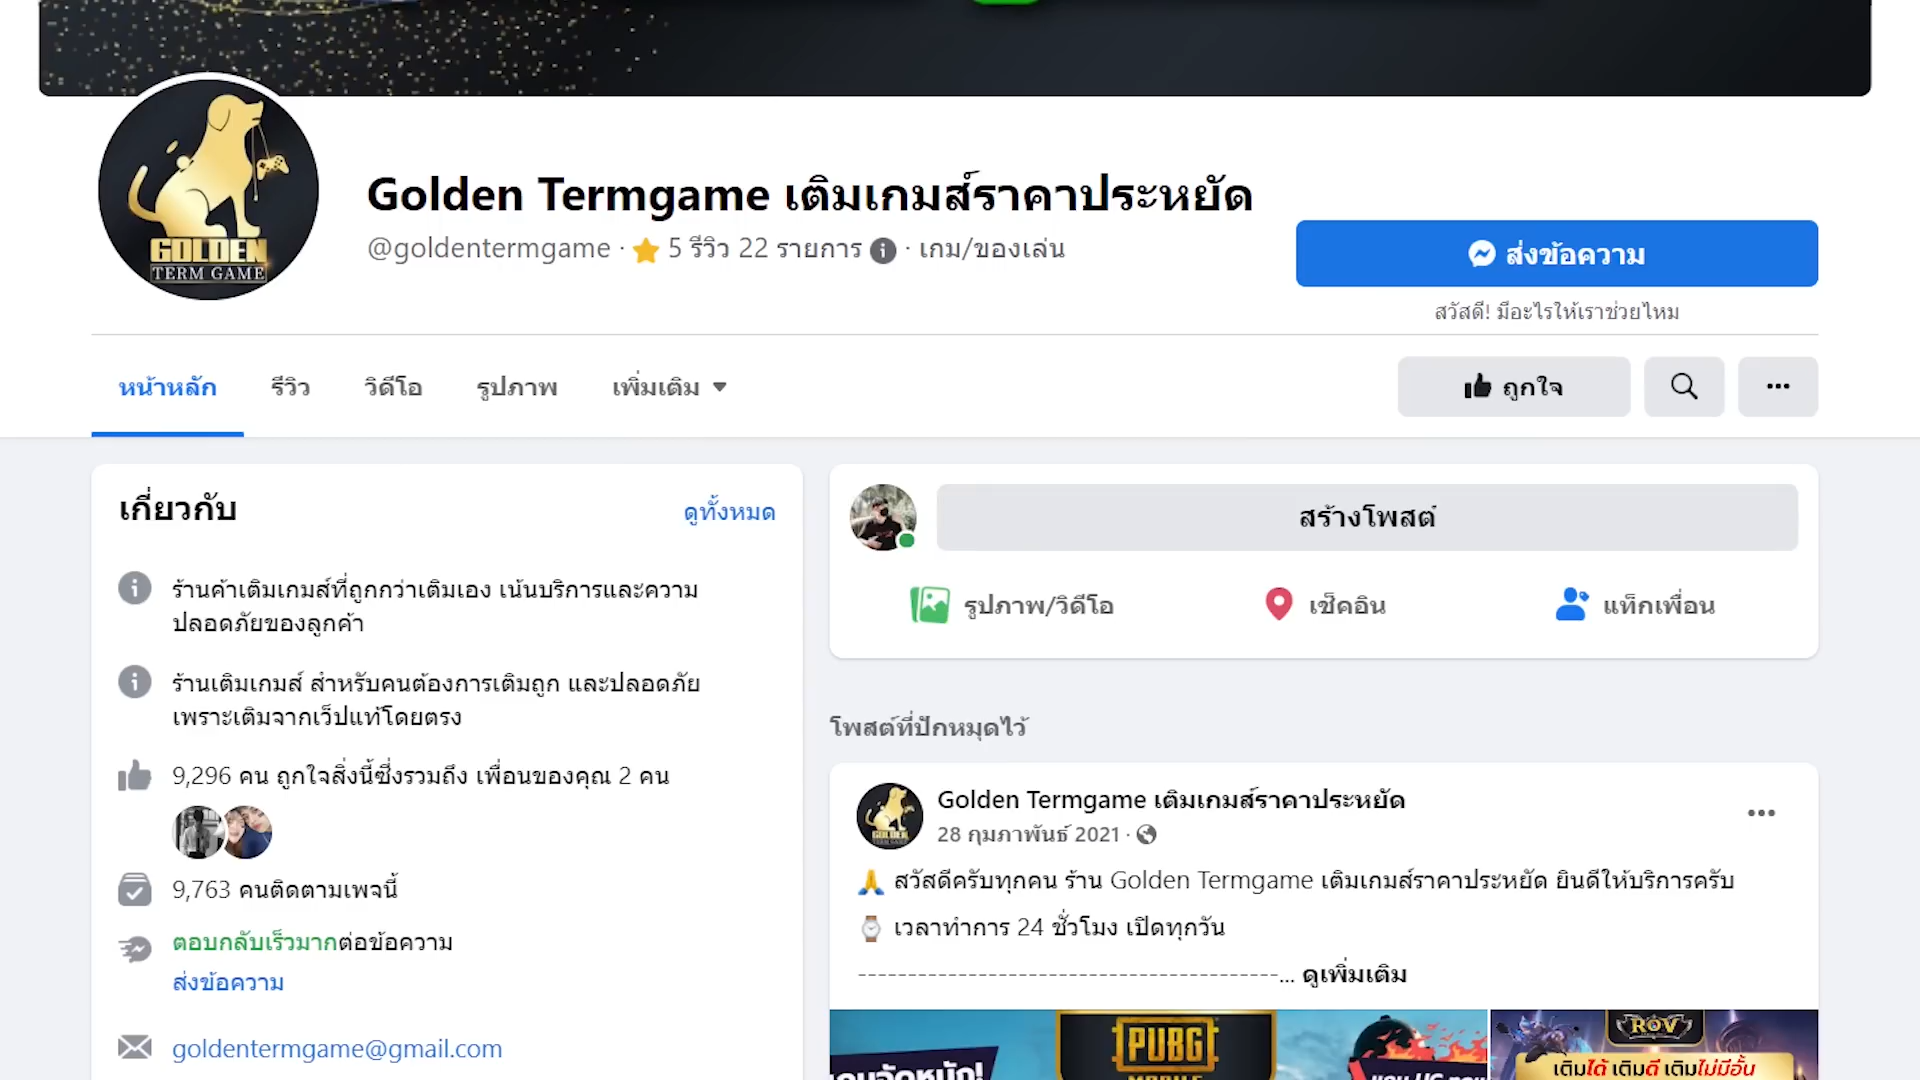 GOLDEN
TERM GAME
Golden Termgame เติมเกมส์ราคาประหยัด
@goldentermgame · 5 รีวิว 22 รายการ · เกม/ของเล่น
ส่งข้อความ
สวัสดี! มีอะไรให้เราช่วยไหม
หน้าหลัก
รีวิว
วิดีโอ
รูปภาพ
เพิ่มเติม
ถูกใจ
เกี่ยวกับ
ดูทั้งหมด
ร้านค้าเติมเกมส์ที่ถูกกว่าเติมเอง เน้นบริการและความ
ปลอดภัยของลูกค้า
ร้านเติมเกมส์ สำหรับคนต้องการเติมถูก และปลอดภัย
เพราะเติมจากเว็ปแท้โดยตรง
9,296 คน ถูกใจสิ่งนี้ซึ่งรวมถึง เพื่อนของคุณ 2 คน
9,763 คนติดตามเพจนี้
ตอบกลับเร็วมากต่อข้อความ
ส่งข้อความ
goldentermgame@gmail.com
สร้างโพสต์
รูปภาพ/วิดีโอ
เช็คอิน
แท็กเพื่อน
โพสต์ที่ปักหมุดไว้
Golden Termgame เติมเกมส์ราคาประหยัด
28 กุมภาพันธ์ 2021 ·
สวัสดีครับทุกคน ร้าน Golden Termgame เติมเกมส์ราคาประหยัด ยินดีให้บริการครับ
เวลาทำการ 24 ชั่วโมง เปิดทุกวัน
------------------------------------------... ดูเพิ่มเติม
PUBG
MOBILE
ROV
เติมได้ เติมดี เติมไม่มีอั้น